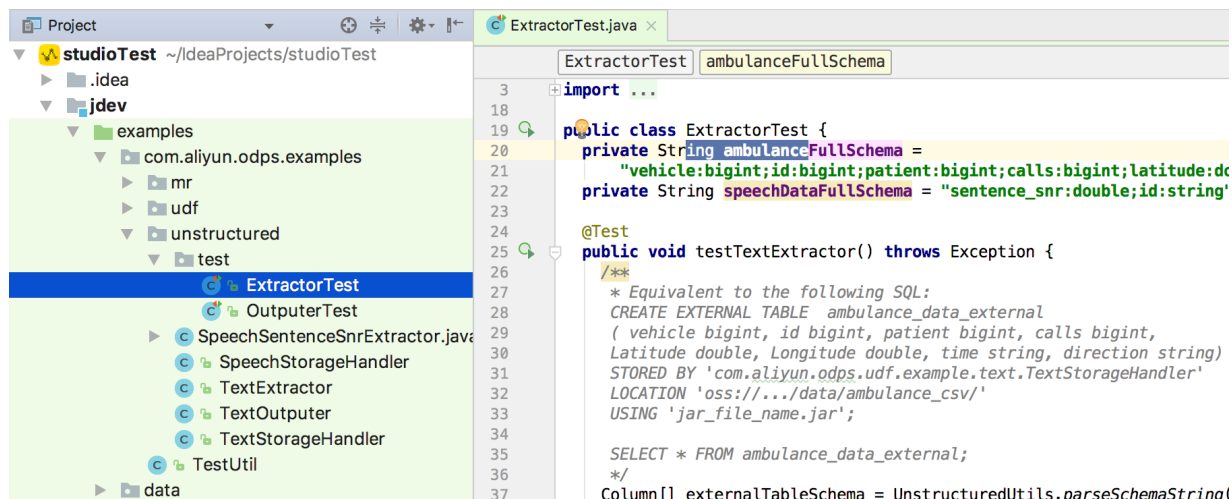 Project
studioTest ~/IdeaProjects/studioTest
.idea
jdev
examples
com.aliyun.odps.examples
mr
udf
unstructured
test
ExtractorTest
OutputerTest
SpeechSentenceSnrExtractor.java
SpeechStorageHandler
TextExtractor
TextOutputer
TextStorageHandler
TestUtil
data
ExtractorTest.java
ExtractorTest ambulanceFullSchema
3 import ...
18
19 public class ExtractorTest {
20 private String ambulanceFullSchema =
21 "vehicle:bigint;id:bigint;patient:bigint;calls:bigint;latitude:do
22 private String speechDataFullSchema = "sentence_snr:double;id:string"
23
24 @Test
25 public void testTextExtractor() throws Exception {
26 /**
27 * Equivalent to the following SQL:
28 CREATE EXTERNAL TABLE ambulance_data_external
29 ( vehicle bigint, id bigint, patient bigint, calls bigint,
30 Latitude double, Longitude double, time string, direction string)
31 STORED BY 'com.aliyun.odps.udf.example.text.TextStorageHandler'
32 LOCATION 'oss://.../data/ambulance_csv/'
33 USING 'jar_file_name.jar';
34
35 SELECT * FROM ambulance_data_external;
36 */
37 Column[] externalTableSchema = UnstructuredUtils.parseSchemaString(